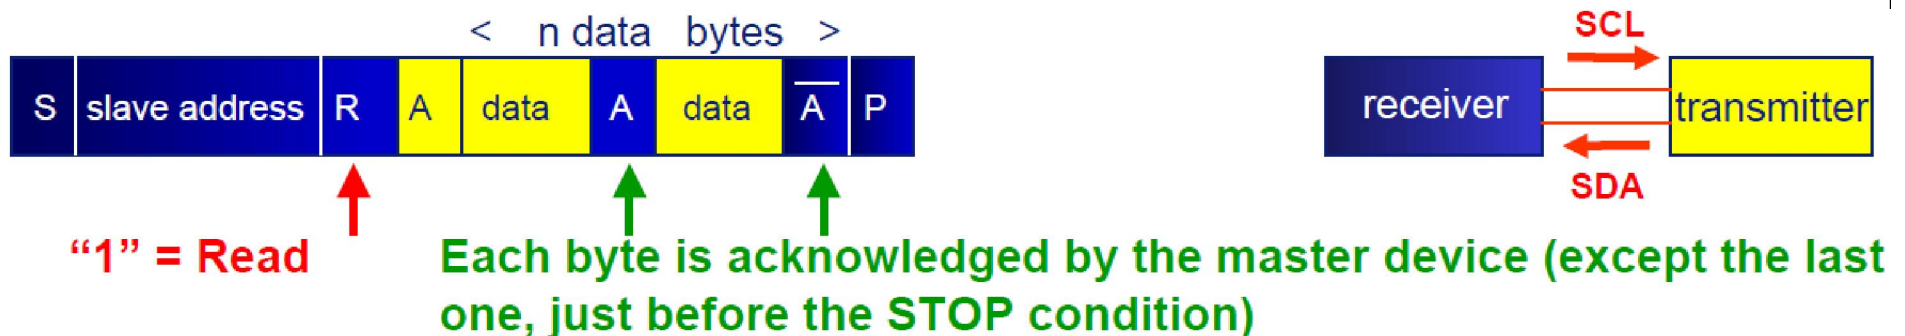 < n data bytes >
S slave address R A data A data A̅ P
SCL
receiver transmitter
SDA
“1” = Read
Each byte is acknowledged by the master device (except the last
one, just before the STOP condition)